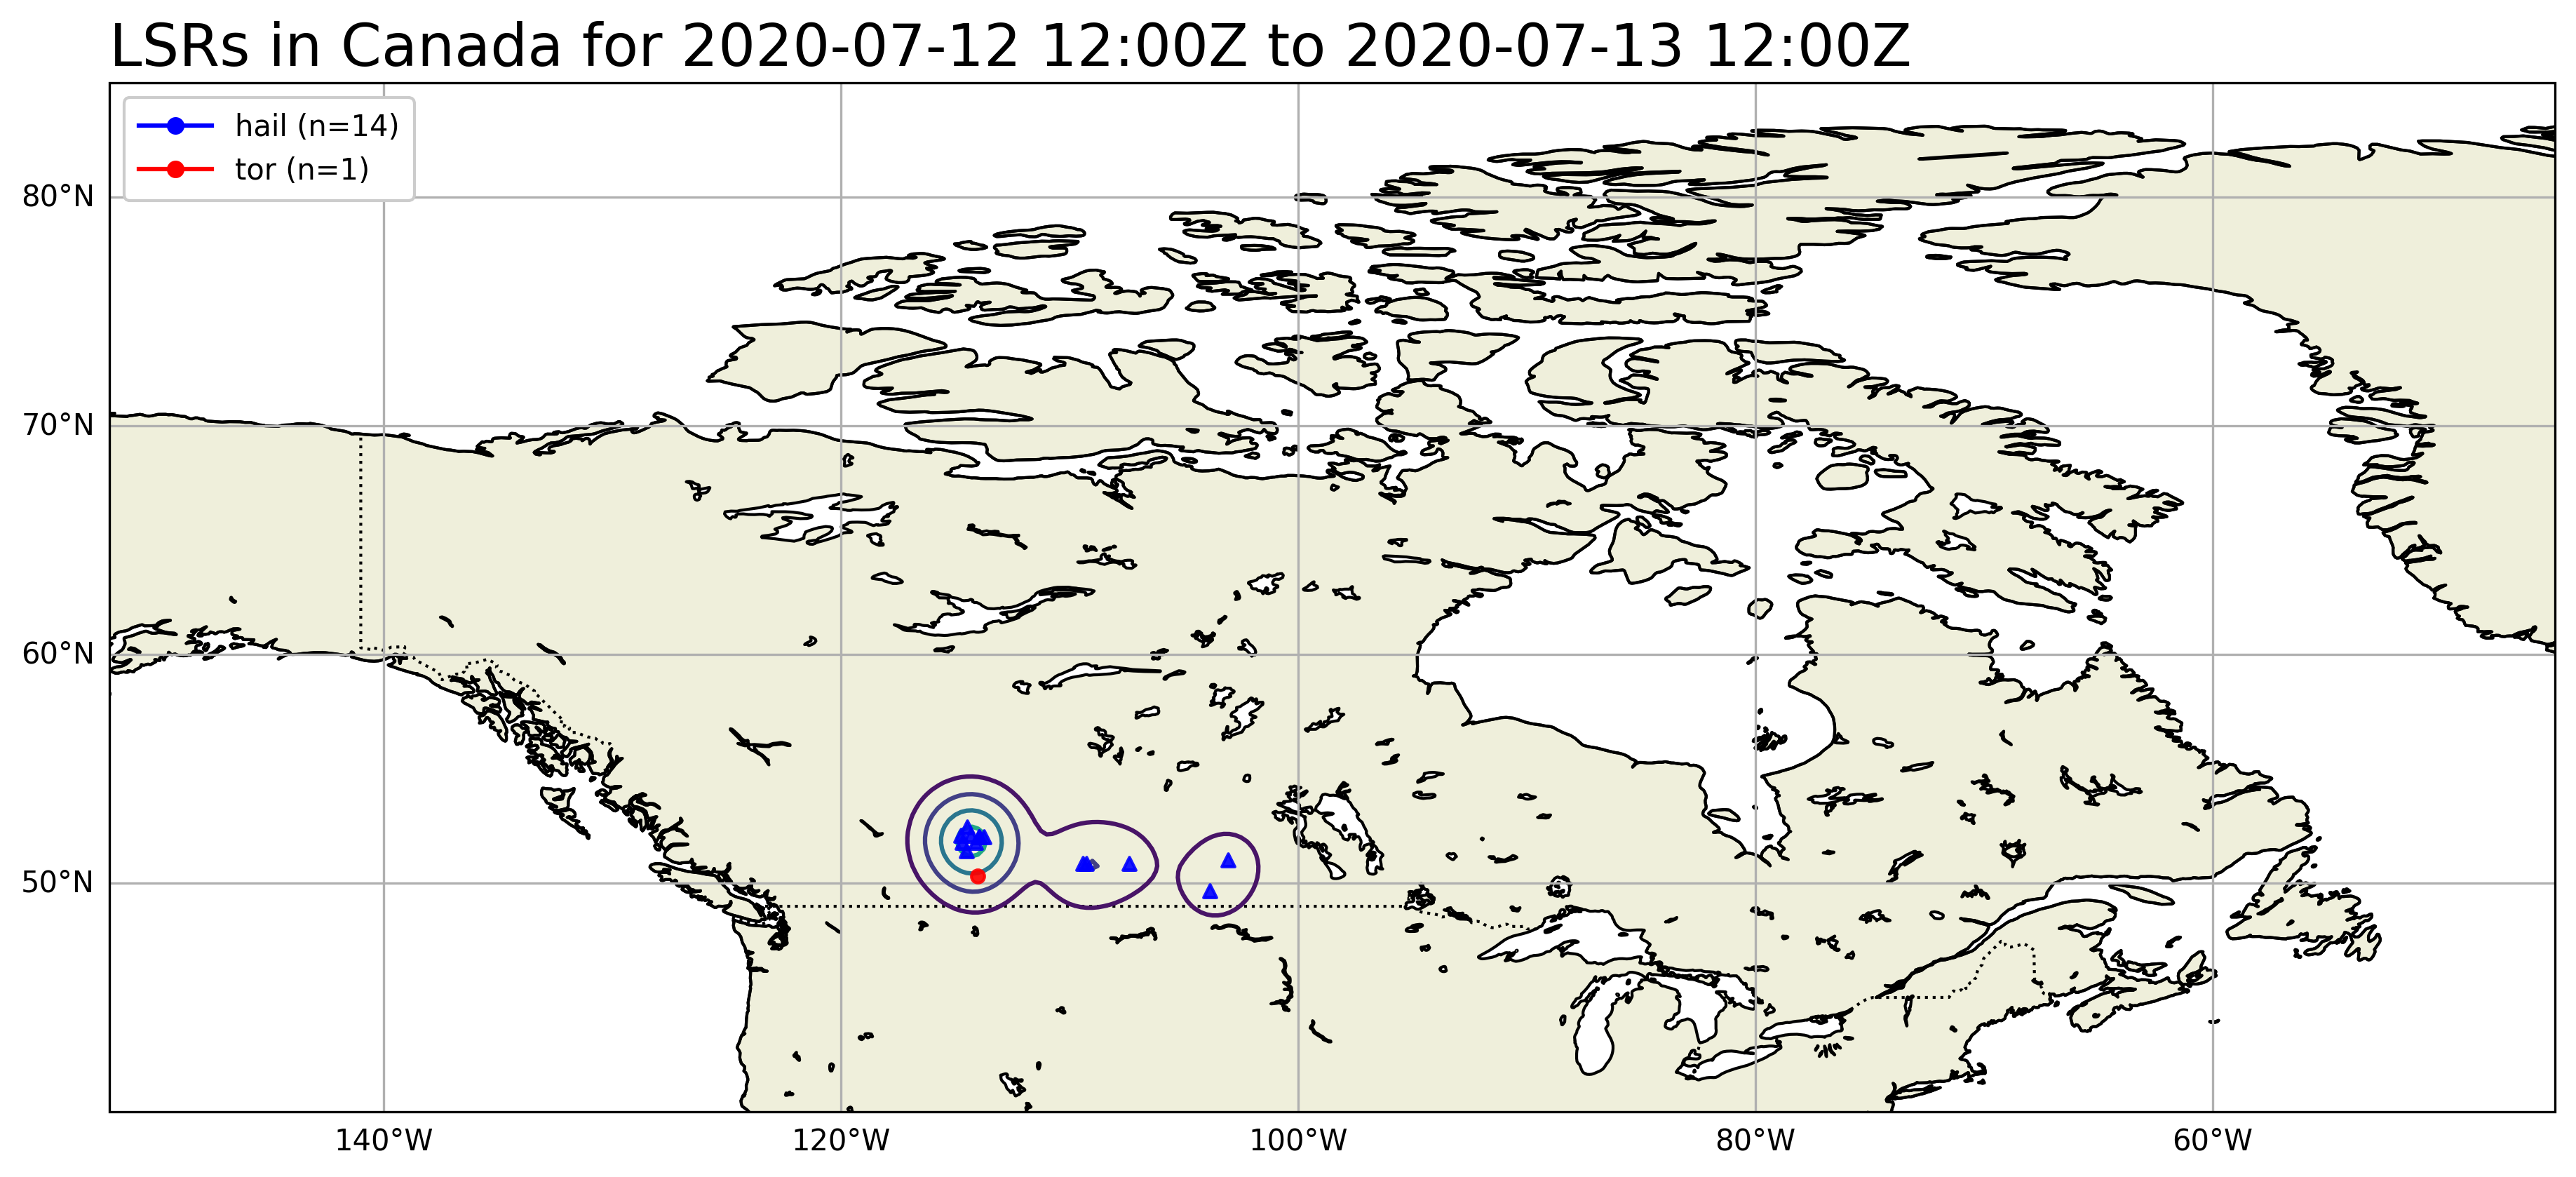 LSRs in Canada for 2020-07-12 12:00Z to 2020-07-13 12:00Z
hail (n=14)
tor (n=1)
80°N
70°N
60°N
50°N
140°W 120°W 100°W 80°W 60°W